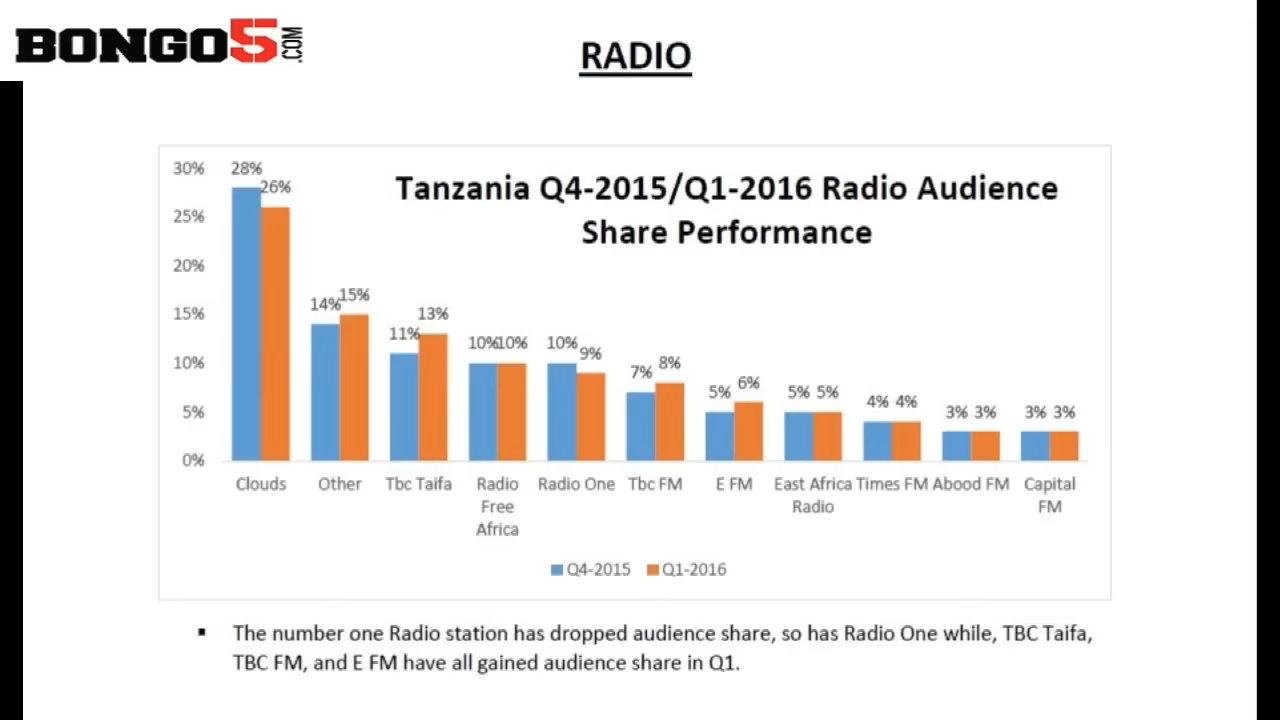 BONGO5.COM
RADIO
Tanzania Q4-2015/Q1-2016 Radio Audience
Share Performance
30%
25%
20%
15%
10%
5%
0%
28% 26%
14% 15%
11% 13%
10% 10%
10% 9%
7% 8%
5% 6%
5% 5%
4% 4%
3% 3%
3% 3%
Clouds
Other
Tbc Taifa
Radio
Free
Africa
Radio One
Tbc FM
E FM
East Africa
Radio
Times FM
Abood FM
Capital
FM
Q4-2015 Q1-2016
▪ The number one Radio station has dropped audience share, so has Radio One while, TBC Taifa,
TBC FM, and E FM have all gained audience share in Q1.